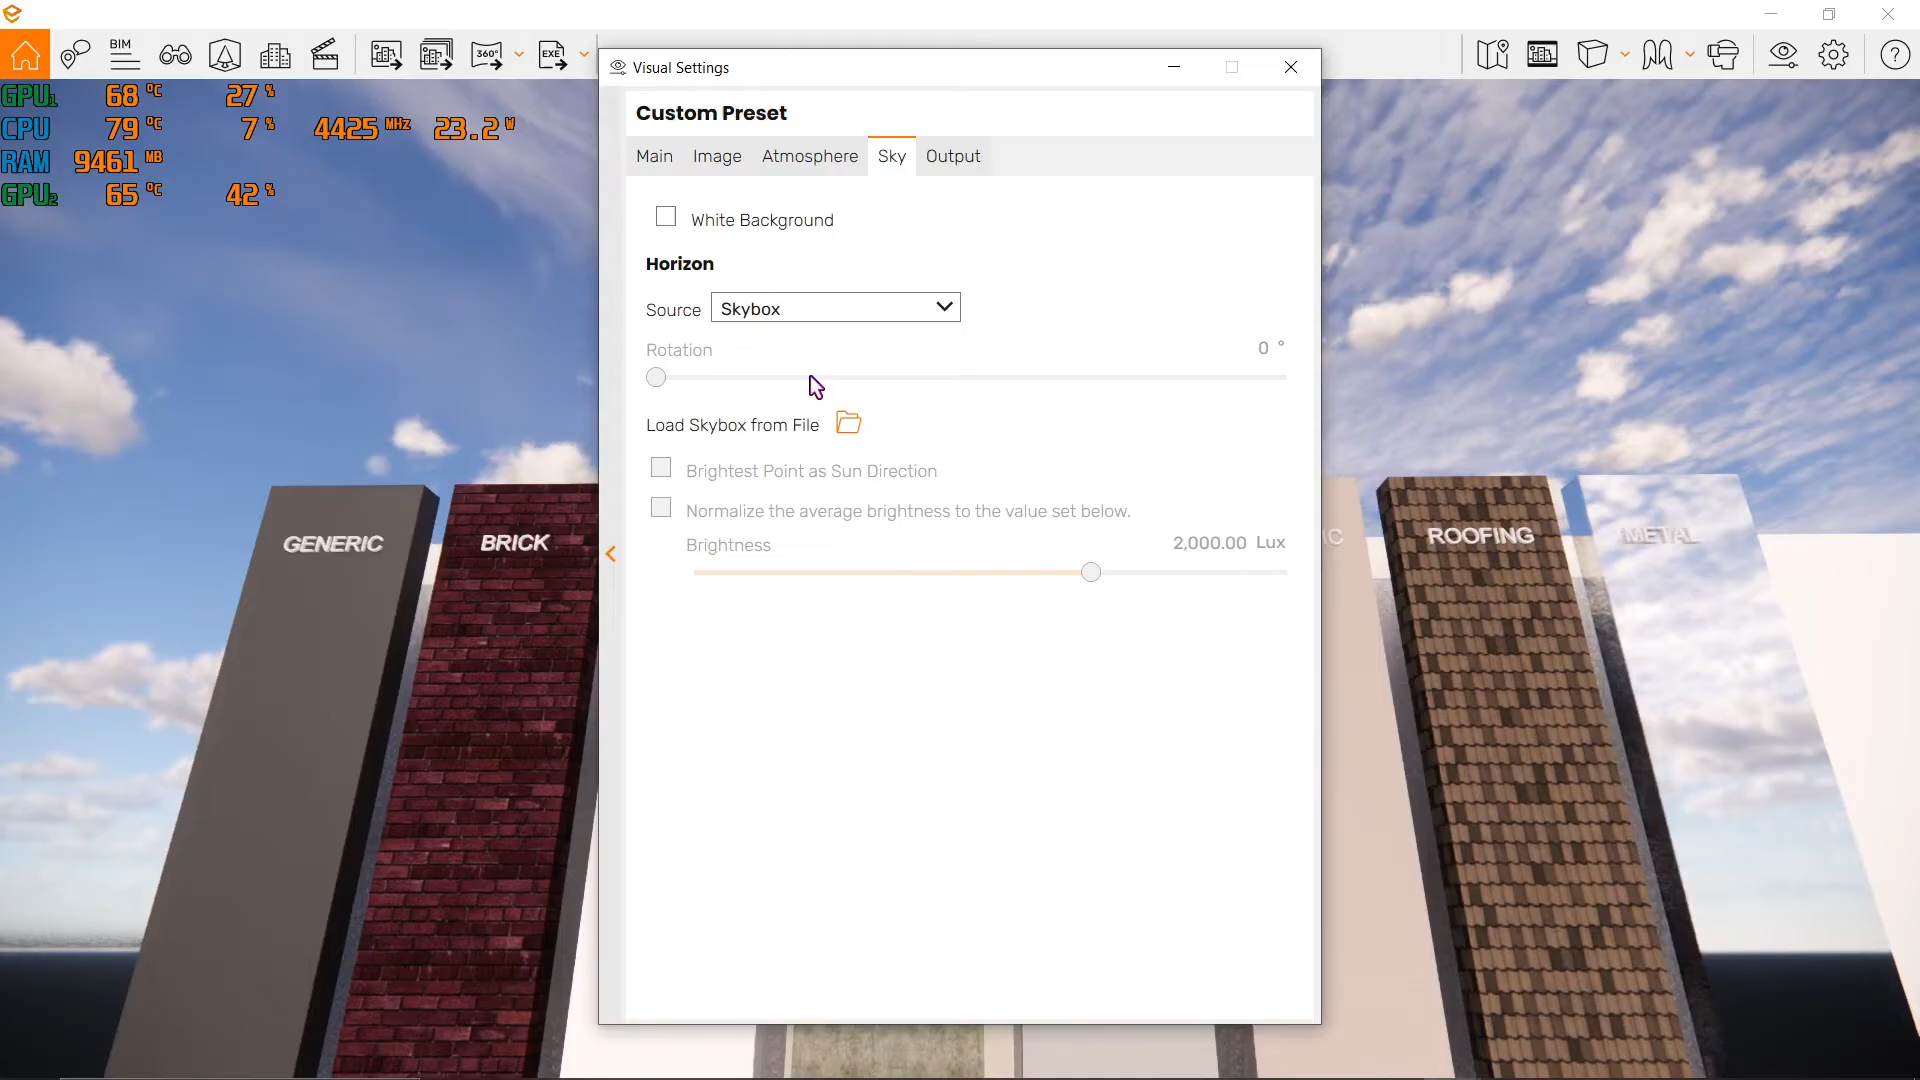 BIM
360°
EXE
GPU1 68 °C 27 %
CPU 79 °C 7 % 4425 MHz 23.2 W
RAM 9461 MB
GPU2 65 °C 42 %
Visual Settings
Custom Preset
Main Image Atmosphere Sky Output
White Background
Horizon
Source Skybox
Rotation 0 °
Load Skybox from File
Brightest Point as Sun Direction
Normalize the average brightness to the value set below.
Brightness 2,000.00 Lux
GENERIC
BRICK
IC
ROOFING
METAL
?